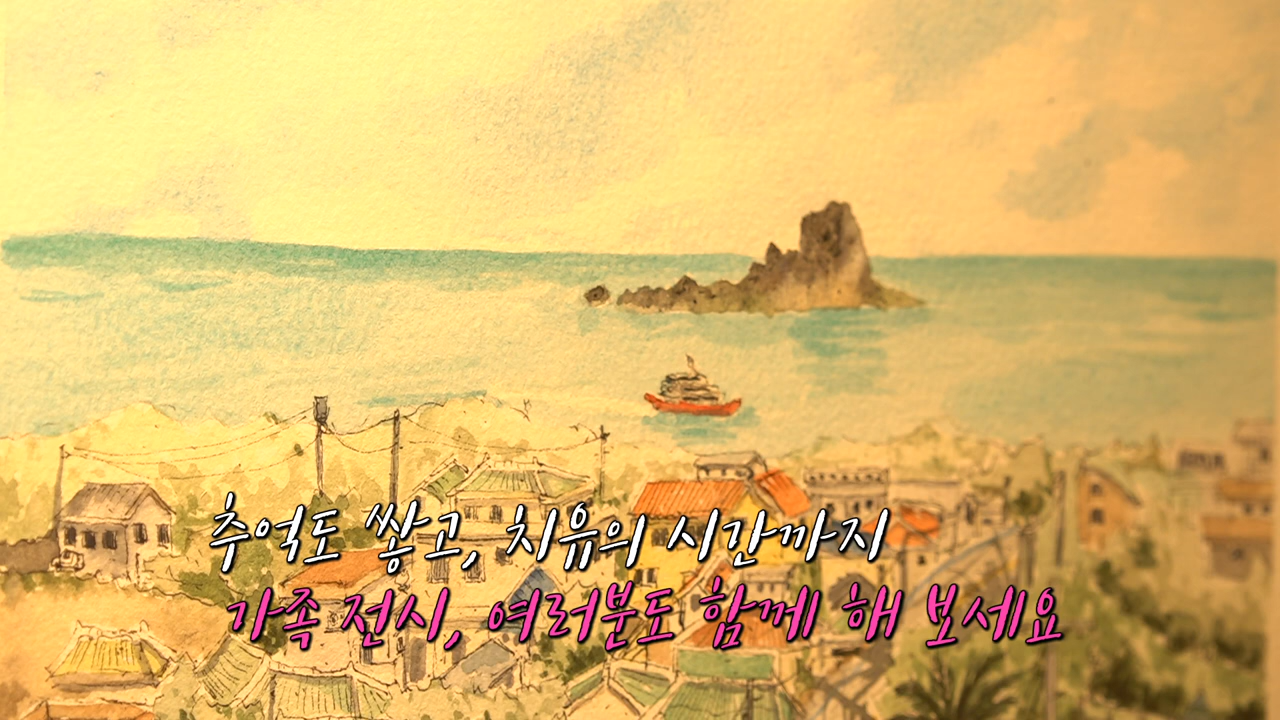 추억도 쌓고, 치유의 시간까지
가족 전시, 여러분도 함께 해 보세요